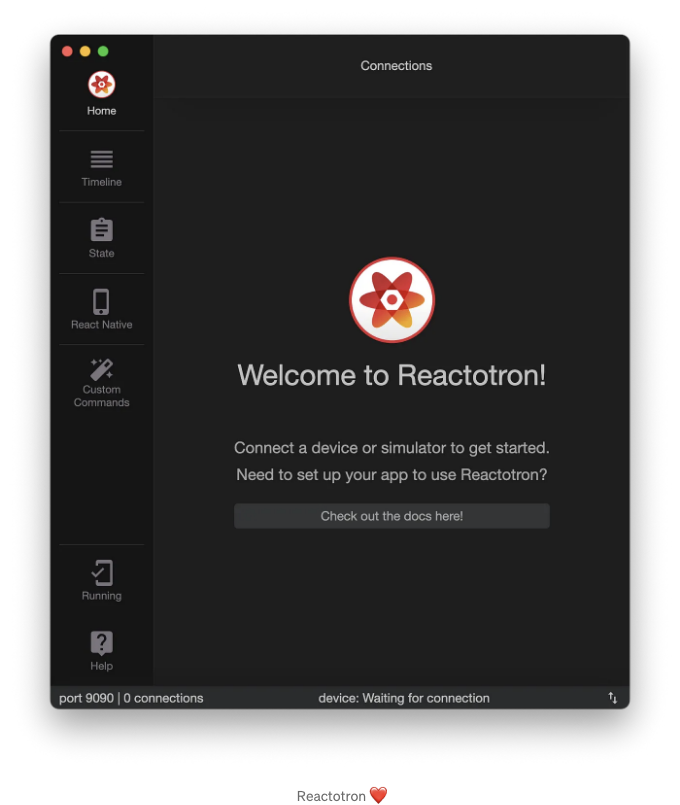 Connections
Home
Timeline
State
React Native
Custom
Commands
Welcome to Reactotron!
Connect a device or simulator to get started.
Need to set up your app to use Reactotron?
Check out the docs here!
Running
Help
port 9090 | 0 connections
device: Waiting for connection
Reactotron ❤️